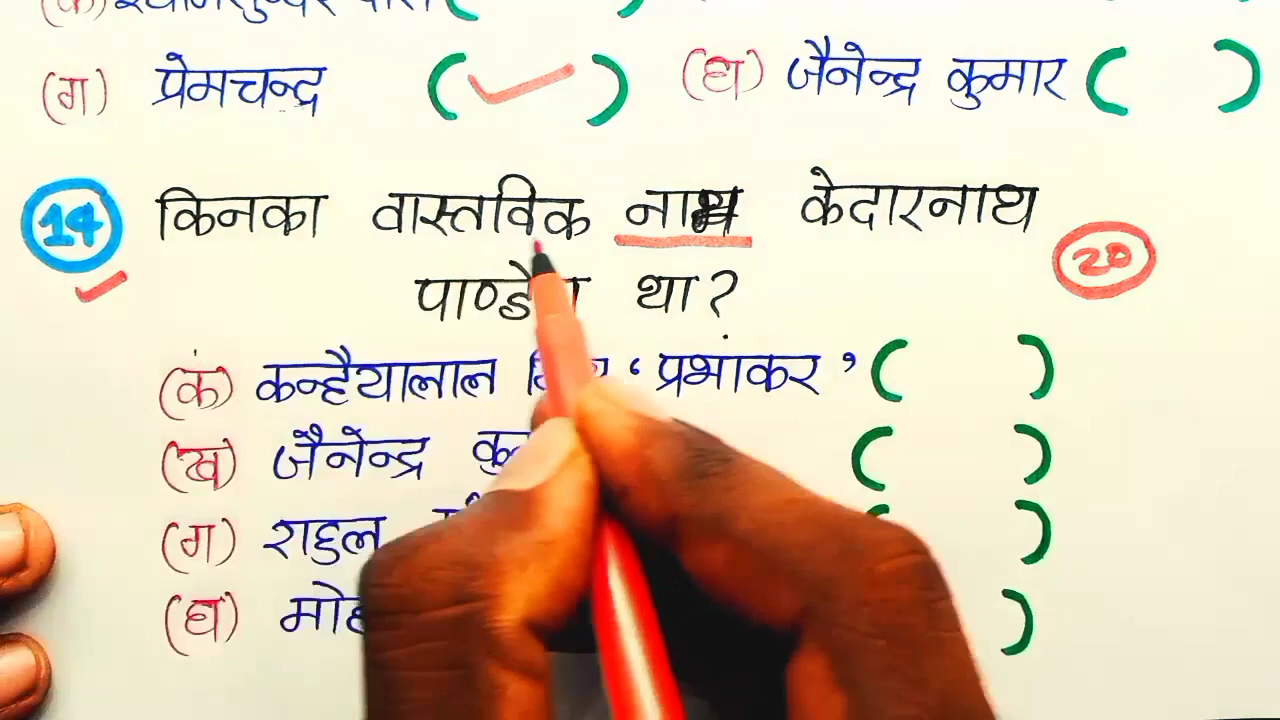 (ग) प्रेमचन्द्र ( ✓ ) (घ) जैनेन्द्र कुमार ( )
14 किनका वास्तविक नाम केदारनाथ 20
पाण्डेय था?
(क) कन्हैयालाल ‘प्रभांकर’ ( )
(ख) जैनेन्द्र ( )
(ग) राहुल ( )
(घ) )